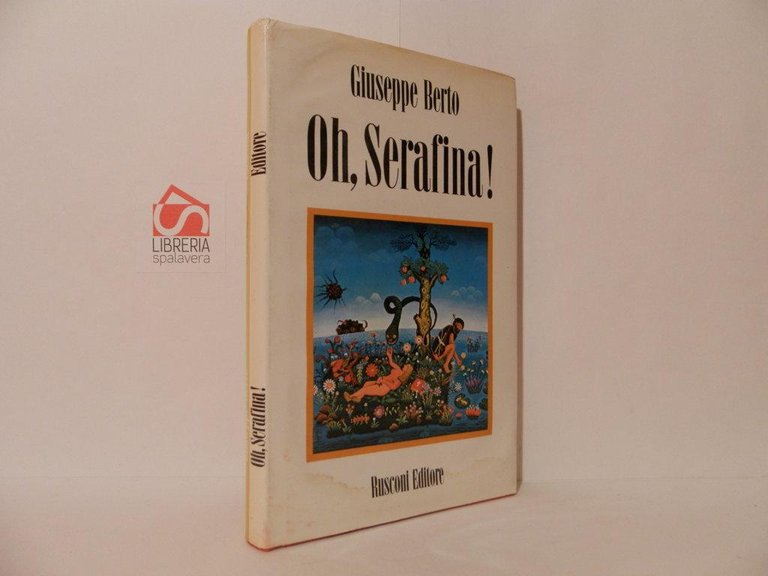 Giuseppe Berto
Oh, Serafina!
Rusconi Editore
Oh, Serafina!
Editore
LIBRERIA
spalavera